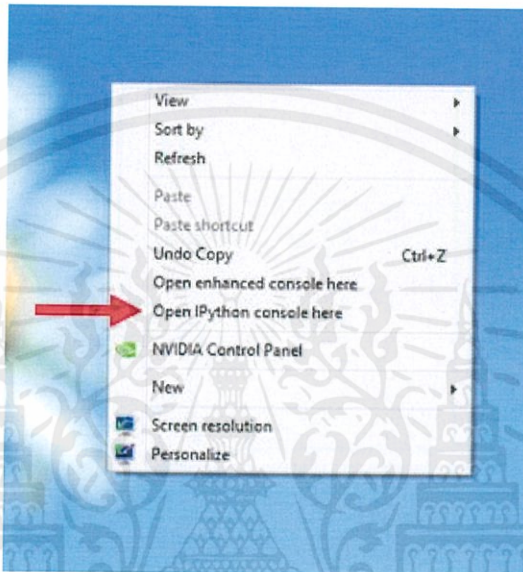 View
Sort by
Refresh
Paste
Paste shortcut
Undo Copy Ctrl+Z
Open enhanced console here
Open IPython console here
NVIDIA Control Panel
New
Screen resolution
Personalize